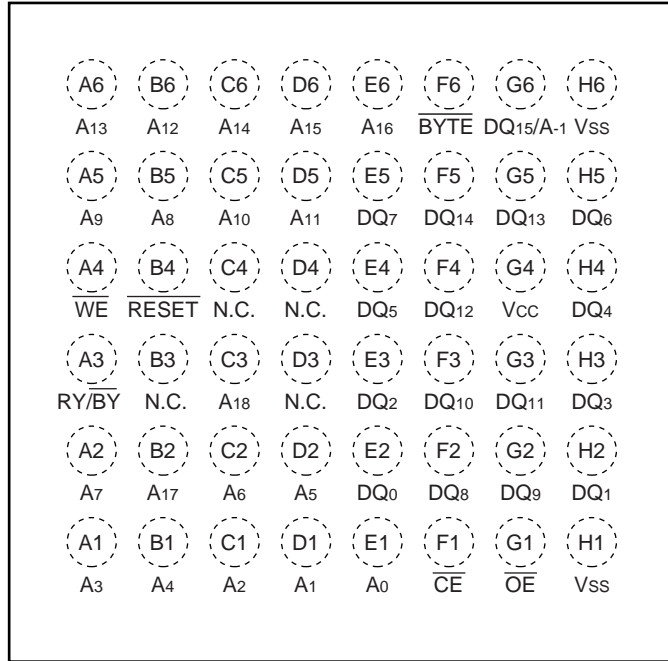 A6 B6 C6 D6 E6 F6 G6 H6
A13 A12 A14 A15 A16 BYTE DQ15/A-1 VSS
A5 B5 C5 D5 E5 F5 G5 H5
A9 A8 A10 A11 DQ7 DQ14 DQ13 DQ6
A4 B4 C4 D4 E4 F4 G4 H4
WE RESET N.C. N.C. DQ5 DQ12 VCC DQ4
A3 B3 C3 D3 E3 F3 G3 H3
RY/BY N.C. A18 N.C. DQ2 DQ10 DQ11 DQ3
A2 B2 C2 D2 E2 F2 G2 H2
A7 A17 A6 A5 DQ0 DQ8 DQ9 DQ1
A1 B1 C1 D1 E1 F1 G1 H1
A3 A4 A2 A1 A0 CE OE VSS